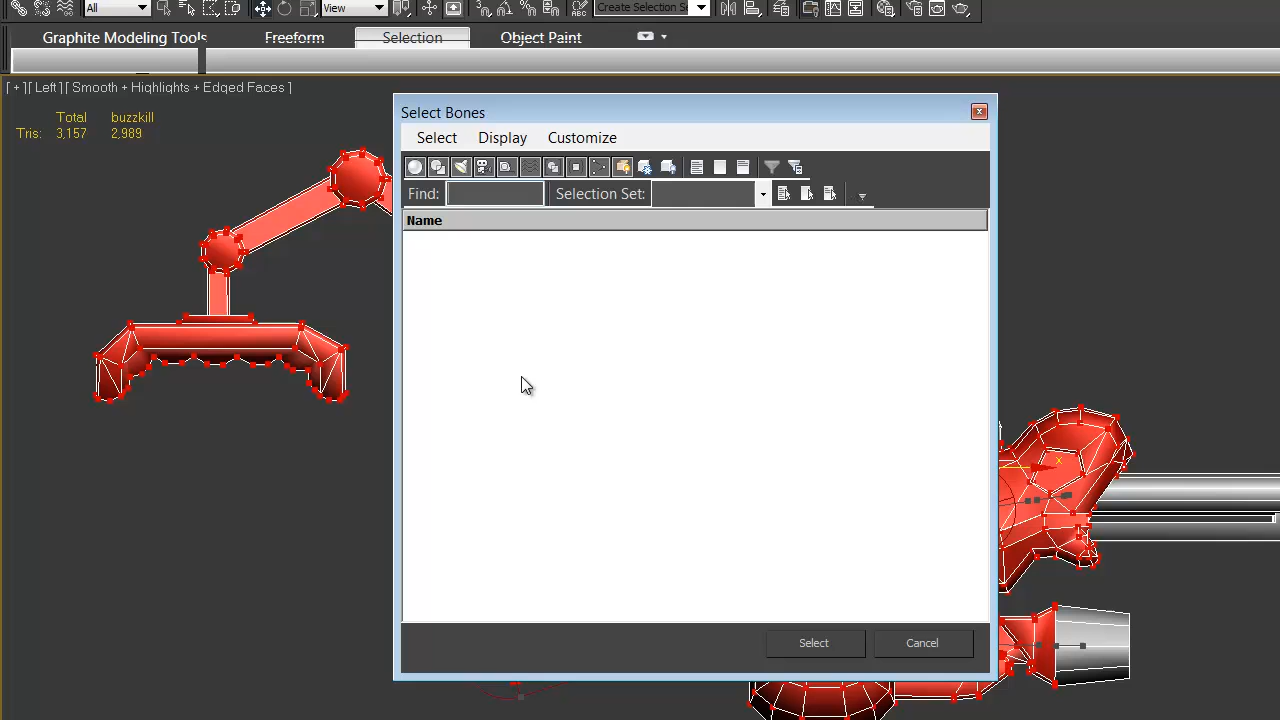 All
View
Create Selection S
Graphite Modeling Tools
Freeform
Selection
Object Paint
[ + ][ Left ][ Smooth + Highlights + Edged Faces ]
Total buzzkill
Tris: 3,157 2,989
Select Bones
Select
Display
Customize
Find:
Selection Set:
Name
x
Select
Cancel